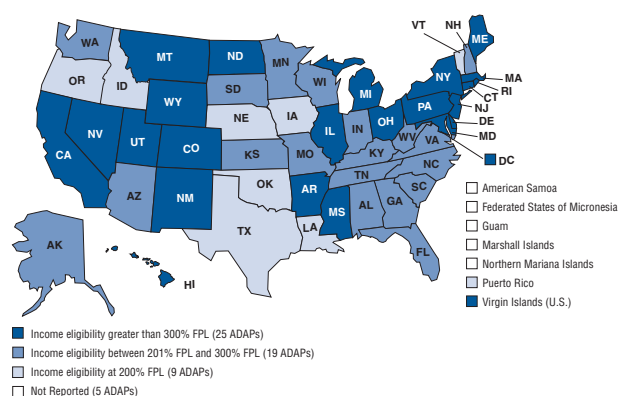 VT
NH
ME
WA
MT
ND
MN
OR
ID
SD
WI
NY
MA
RI
CT
WY
MI
PA
NJ
NE
IA
OH
DE
MD
NV
UT
IL
IN
WV
VA
DC
CA
CO
KS
MO
KY
NC
TN
AZ
NM
OK
AR
SC
MS
AL
GA
TX
LA
FL
AK
HI
American Samoa
Federated States of Micronesia
Guam
Marshall Islands
Northern Mariana Islands
Puerto Rico
Virgin Islands (U.S.)
Income eligibility greater than 300% FPL (25 ADAPs)
Income eligibility between 201% FPL and 300% FPL (19 ADAPs)
Income eligibility at 200% FPL (9 ADAPs)
Not Reported (5 ADAPs)